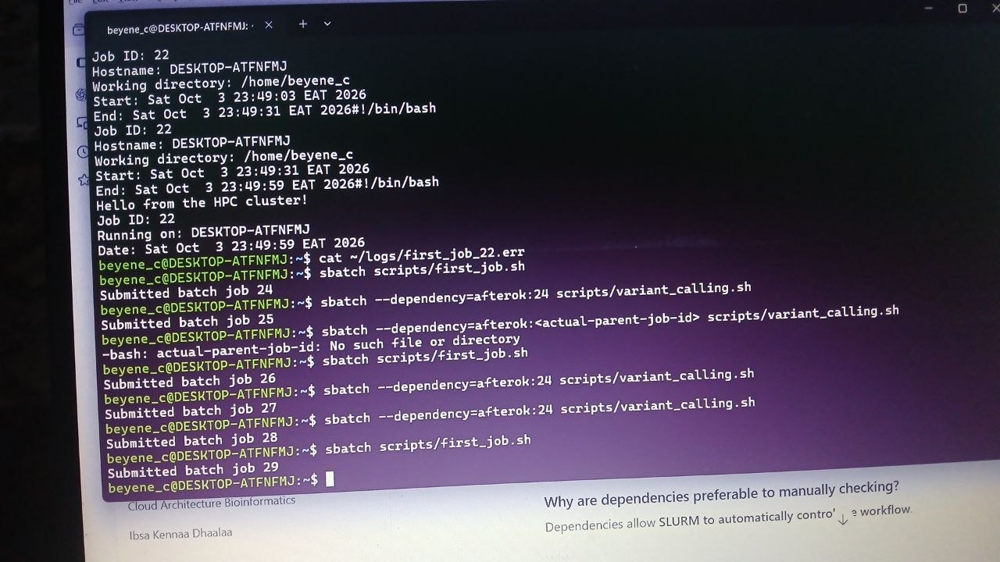 beyene_c@DESKTOP-ATFNFMJ: ·
Job ID: 22
Hostname: DESKTOP-ATFNFMJ
Working directory: /home/beyene_c
Start: Sat Oct  3 23:49:03 EAT 2026
End: Sat Oct  3 23:49:31 EAT 2026#!/bin/bash
Job ID: 22
Hostname: DESKTOP-ATFNFMJ
Working directory: /home/beyene_c
Start: Sat Oct  3 23:49:31 EAT 2026
End: Sat Oct  3 23:49:59 EAT 2026#!/bin/bash
Hello from the HPC cluster!
Job ID: 22
Running on: DESKTOP-ATFNFMJ
Date: Sat Oct  3 23:49:59 EAT 2026
beyene_c@DESKTOP-ATFNFMJ:~$ cat ~/logs/first_job_22.err
beyene_c@DESKTOP-ATFNFMJ:~$ sbatch scripts/first_job.sh
Submitted batch job 24
beyene_c@DESKTOP-ATFNFMJ:~$ sbatch --dependency=afterok:24 scripts/variant_calling.sh
Submitted batch job 25
beyene_c@DESKTOP-ATFNFMJ:~$ sbatch --dependency=afterok:<actual-parent-job-id> scripts/variant_calling.sh
-bash: actual-parent-job-id: No such file or directory
beyene_c@DESKTOP-ATFNFMJ:~$ sbatch scripts/first_job.sh
Submitted batch job 26
beyene_c@DESKTOP-ATFNFMJ:~$ sbatch --dependency=afterok:24 scripts/variant_calling.sh
Submitted batch job 27
beyene_c@DESKTOP-ATFNFMJ:~$ sbatch --dependency=afterok:24 scripts/variant_calling.sh
Submitted batch job 28
beyene_c@DESKTOP-ATFNFMJ:~$ sbatch scripts/first_job.sh
Submitted batch job 29
beyene_c@DESKTOP-ATFNFMJ:~$
Cloud Architecture Bioinformatics
Ibsa Kennaa Dhaalaa
Why are dependencies preferable to manually checking?
Dependencies allow SLURM to automatically workflow.